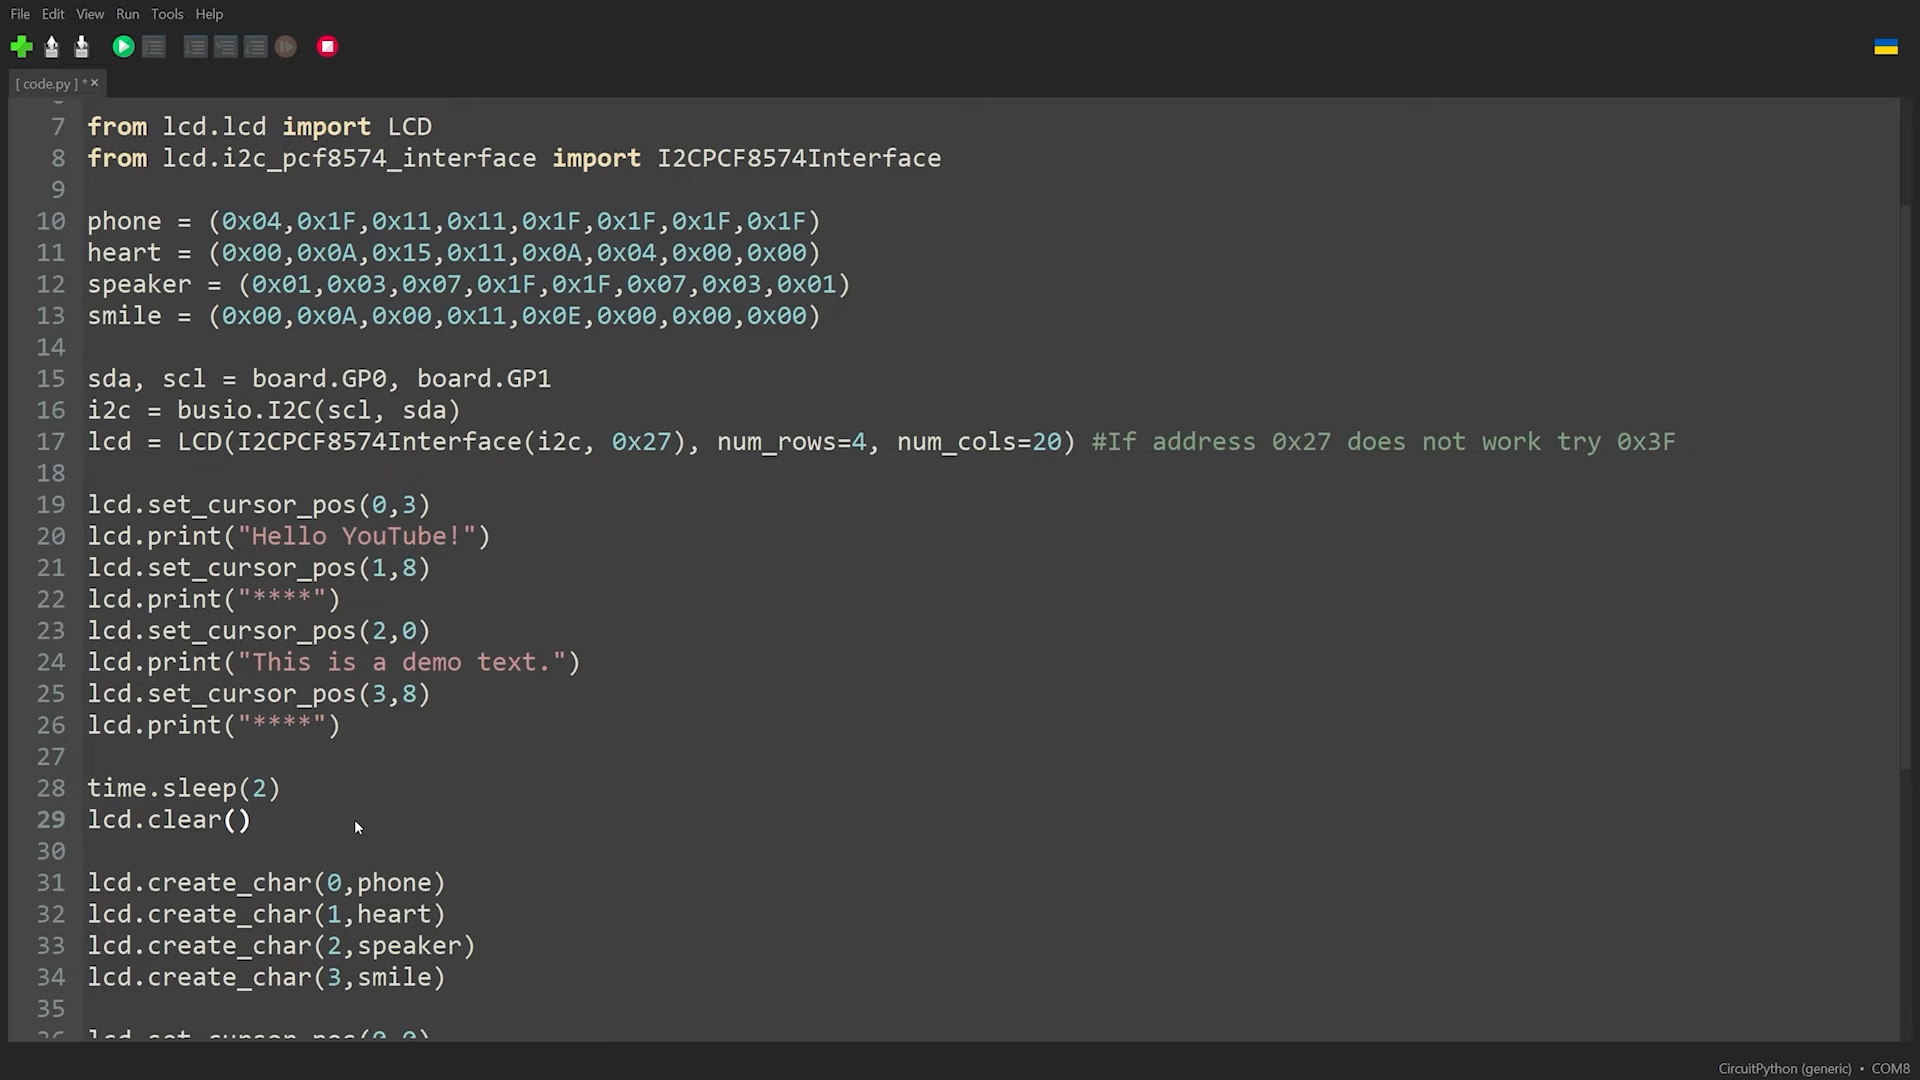 File Edit View Run Tools Help
[ code.py ] * ×
7 from lcd.lcd import LCD
8 from lcd.i2c_pcf8574_interface import I2CPCF8574Interface
9
10 phone = (0x04,0x1F,0x11,0x11,0x1F,0x1F,0x1F,0x1F)
11 heart = (0x00,0x0A,0x15,0x11,0x0A,0x04,0x00,0x00)
12 speaker = (0x01,0x03,0x07,0x1F,0x1F,0x07,0x03,0x01)
13 smile = (0x00,0x0A,0x00,0x11,0x0E,0x00,0x00,0x00)
14
15 sda, scl = board.GP0, board.GP1
16 i2c = busio.I2C(scl, sda)
17 lcd = LCD(I2CPCF8574Interface(i2c, 0x27), num_rows=4, num_cols=20) #If address 0x27 does not work try 0x3F
18
19 lcd.set_cursor_pos(0,3)
20 lcd.print("Hello YouTube!")
21 lcd.set_cursor_pos(1,8)
22 lcd.print("****")
23 lcd.set_cursor_pos(2,0)
24 lcd.print("This is a demo text.")
25 lcd.set_cursor_pos(3,8)
26 lcd.print("****")
27
28 time.sleep(2)
29 lcd.clear()
30
31 lcd.create_char(0,phone)
32 lcd.create_char(1,heart)
33 lcd.create_char(2,speaker)
34 lcd.create_char(3,smile)
35
36 lcd.set_cursor_pos(0,0)
CircuitPython (generic) • COM8